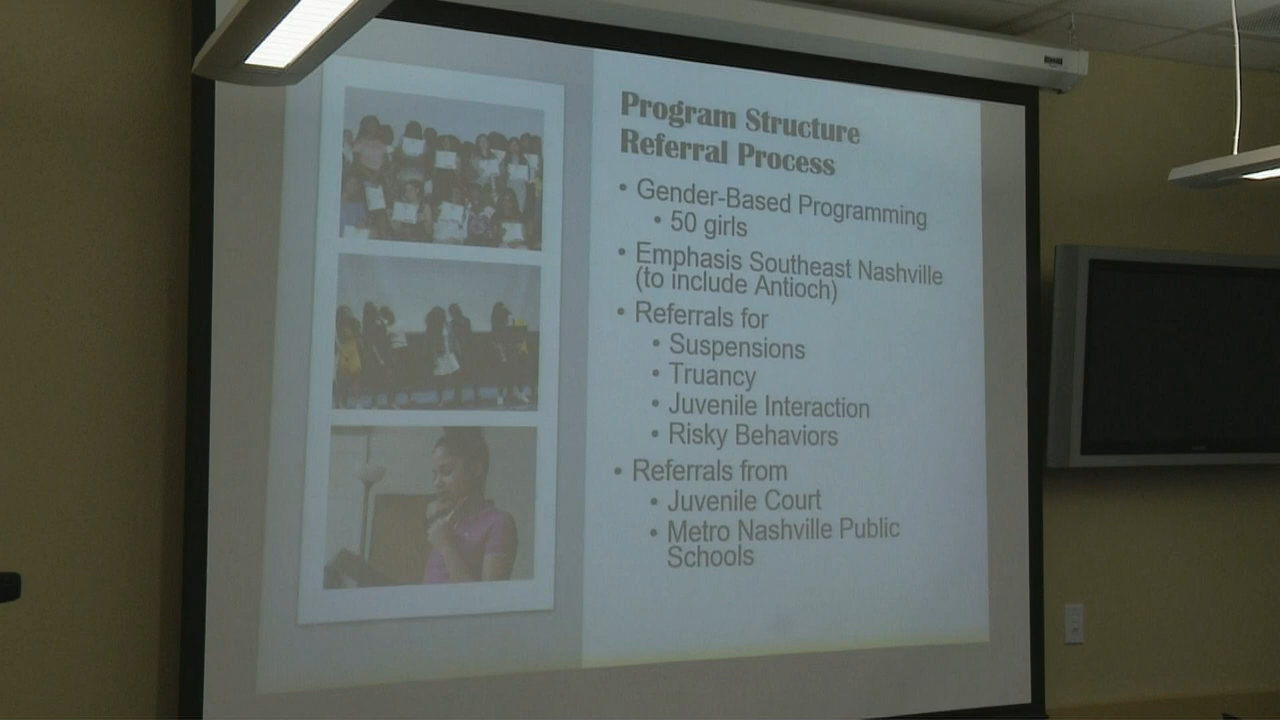 Program Structure
Referral Process
• Gender-Based Programming
• 50 girls
• Emphasis Southeast Nashville
(to include Antioch)
• Referrals for
• Suspensions
• Truancy
• Juvenile Interaction
• Risky Behaviors
• Referrals from
• Juvenile Court
• Metro Nashville Public
Schools